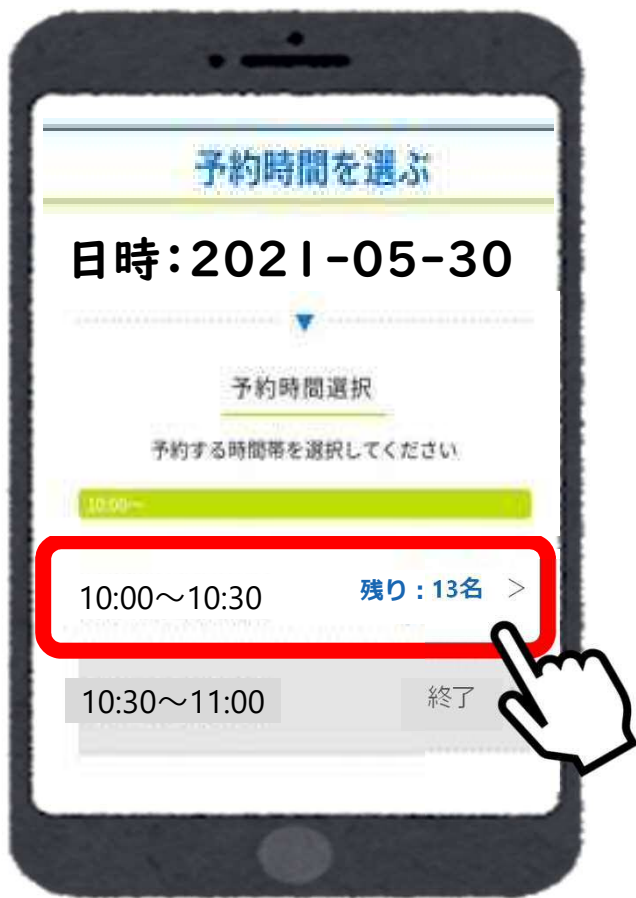 予約時間を選ぶ
日時：2021-05-30
▼
予約時間選択
予約する時間帯を選択してください
10:00～
10:00～10:30 残り：13名 >
10:30～11:00 終了